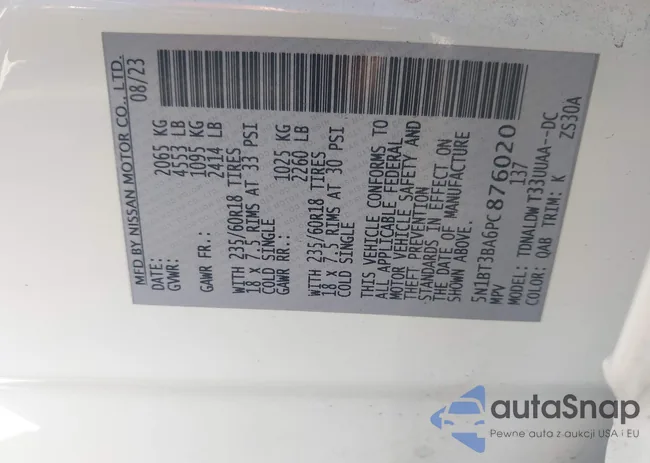 MFD BY NISSAN MOTOR CO., LTD.
DATE: 08/23
GVWR: 2065 KG
4553 LB
GAWR FR.: 1095 KG
2414 LB
WITH 235/60R18 TIRES
18 x 7.5 RIMS AT 33 PSI
COLD SINGLE
GAWR RR.: 1025 KG
2260 LB
WITH 235/60R18 TIRES
18 x 7.5 RIMS AT 30 PSI
COLD SINGLE
THIS VEHICLE CONFORMS TO
ALL APPLICABLE FEDERAL
MOTOR VEHICLE SAFETY AND
THEFT PREVENTION
STANDARDS IN EFFECT ON
THE DATE OF MANUFACTURE
SHOWN ABOVE.
5N1BT3BA6PC876020
MPV 137
MODEL: TDNALDW T33UUAA--DC
COLOR: QAB TRIM: K ZS30A
autaSnap
Pewne auta z aukcji USA i EU